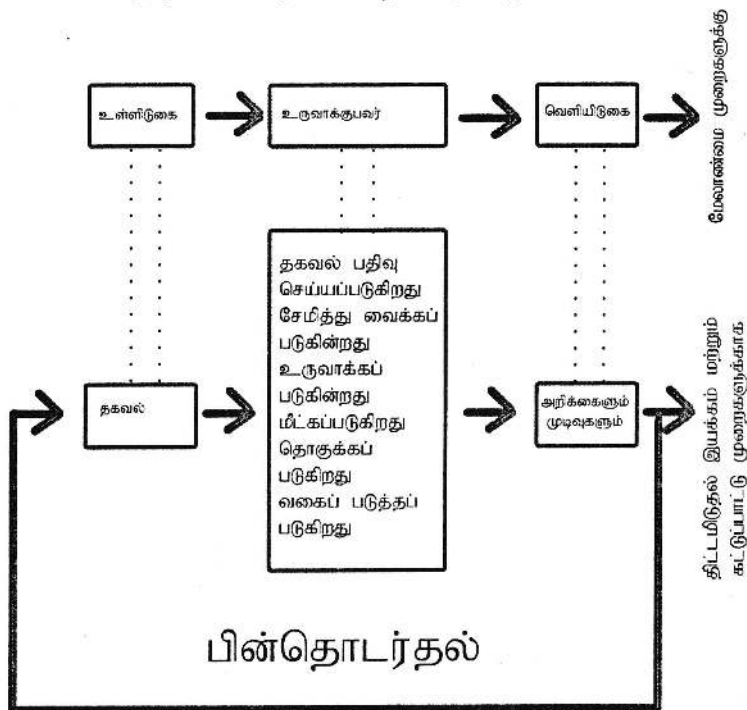 உள்ளிடுகை
உருவாக்குபவர்
வெளியிடுகை
மேலாண்மை முறைகளுக்கு
தகவல்
தகவல் பதிவு
செய்யப்படுகிறது
சேமித்து வைக்கப்
படுகின்றது
உருவாக்கப்
படுகின்றது
மீட்கப்படுகிறது
தொகுக்கப்
படுகிறது
வகைப் படுத்தப்
படுகிறது
அறிக்கைகளும்
முடிவுகளும்
திட்டமிடுதல் இயக்கம் மற்றும்
கட்டுப்பாட்டு முறைகளுக்காக
பின்தொடர்தல்